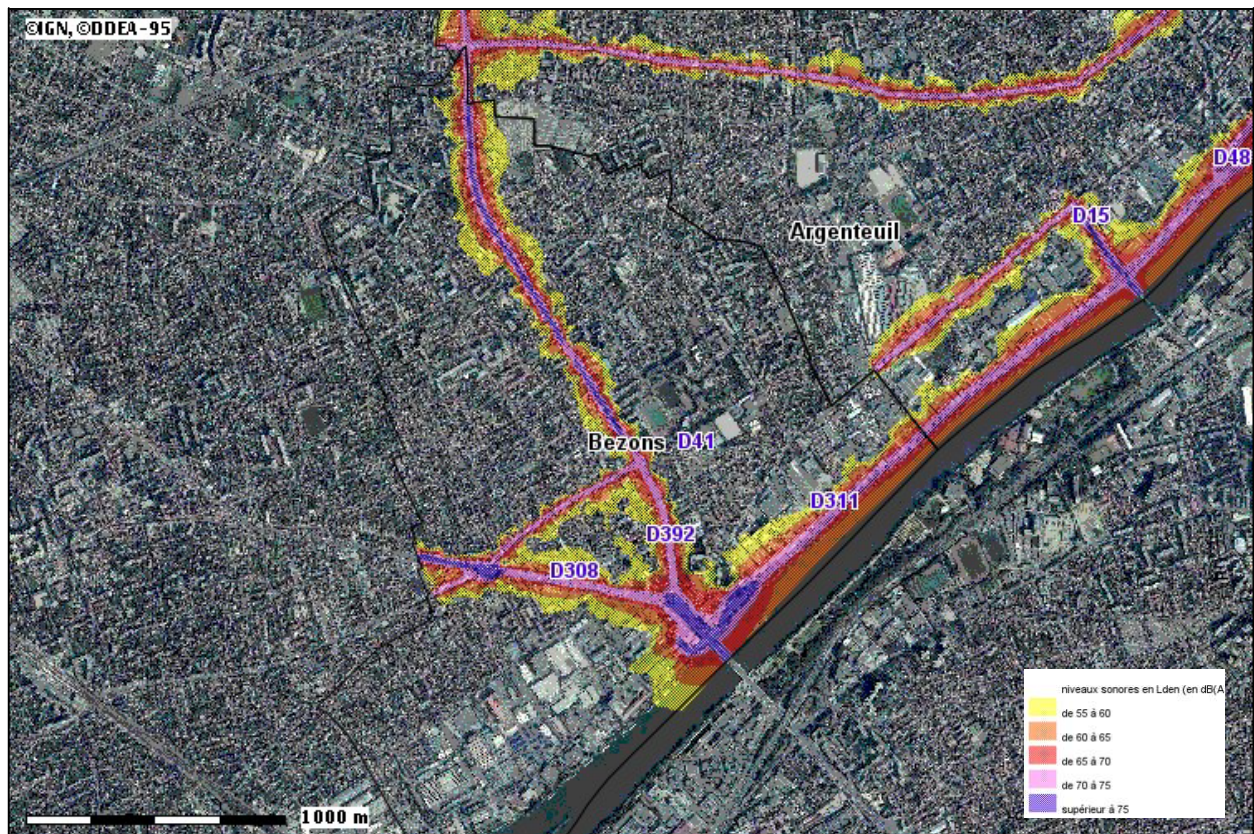 ©IGN, ©DDEA-95
D48
D15
Argenteuil
Bezons D41
D311
D392
D308
niveaux sonores en Lden (en dB(A
de 55 à 60
de 60 à 65
de 65 à 70
de 70 à 75
supérieur à 75
1000 m